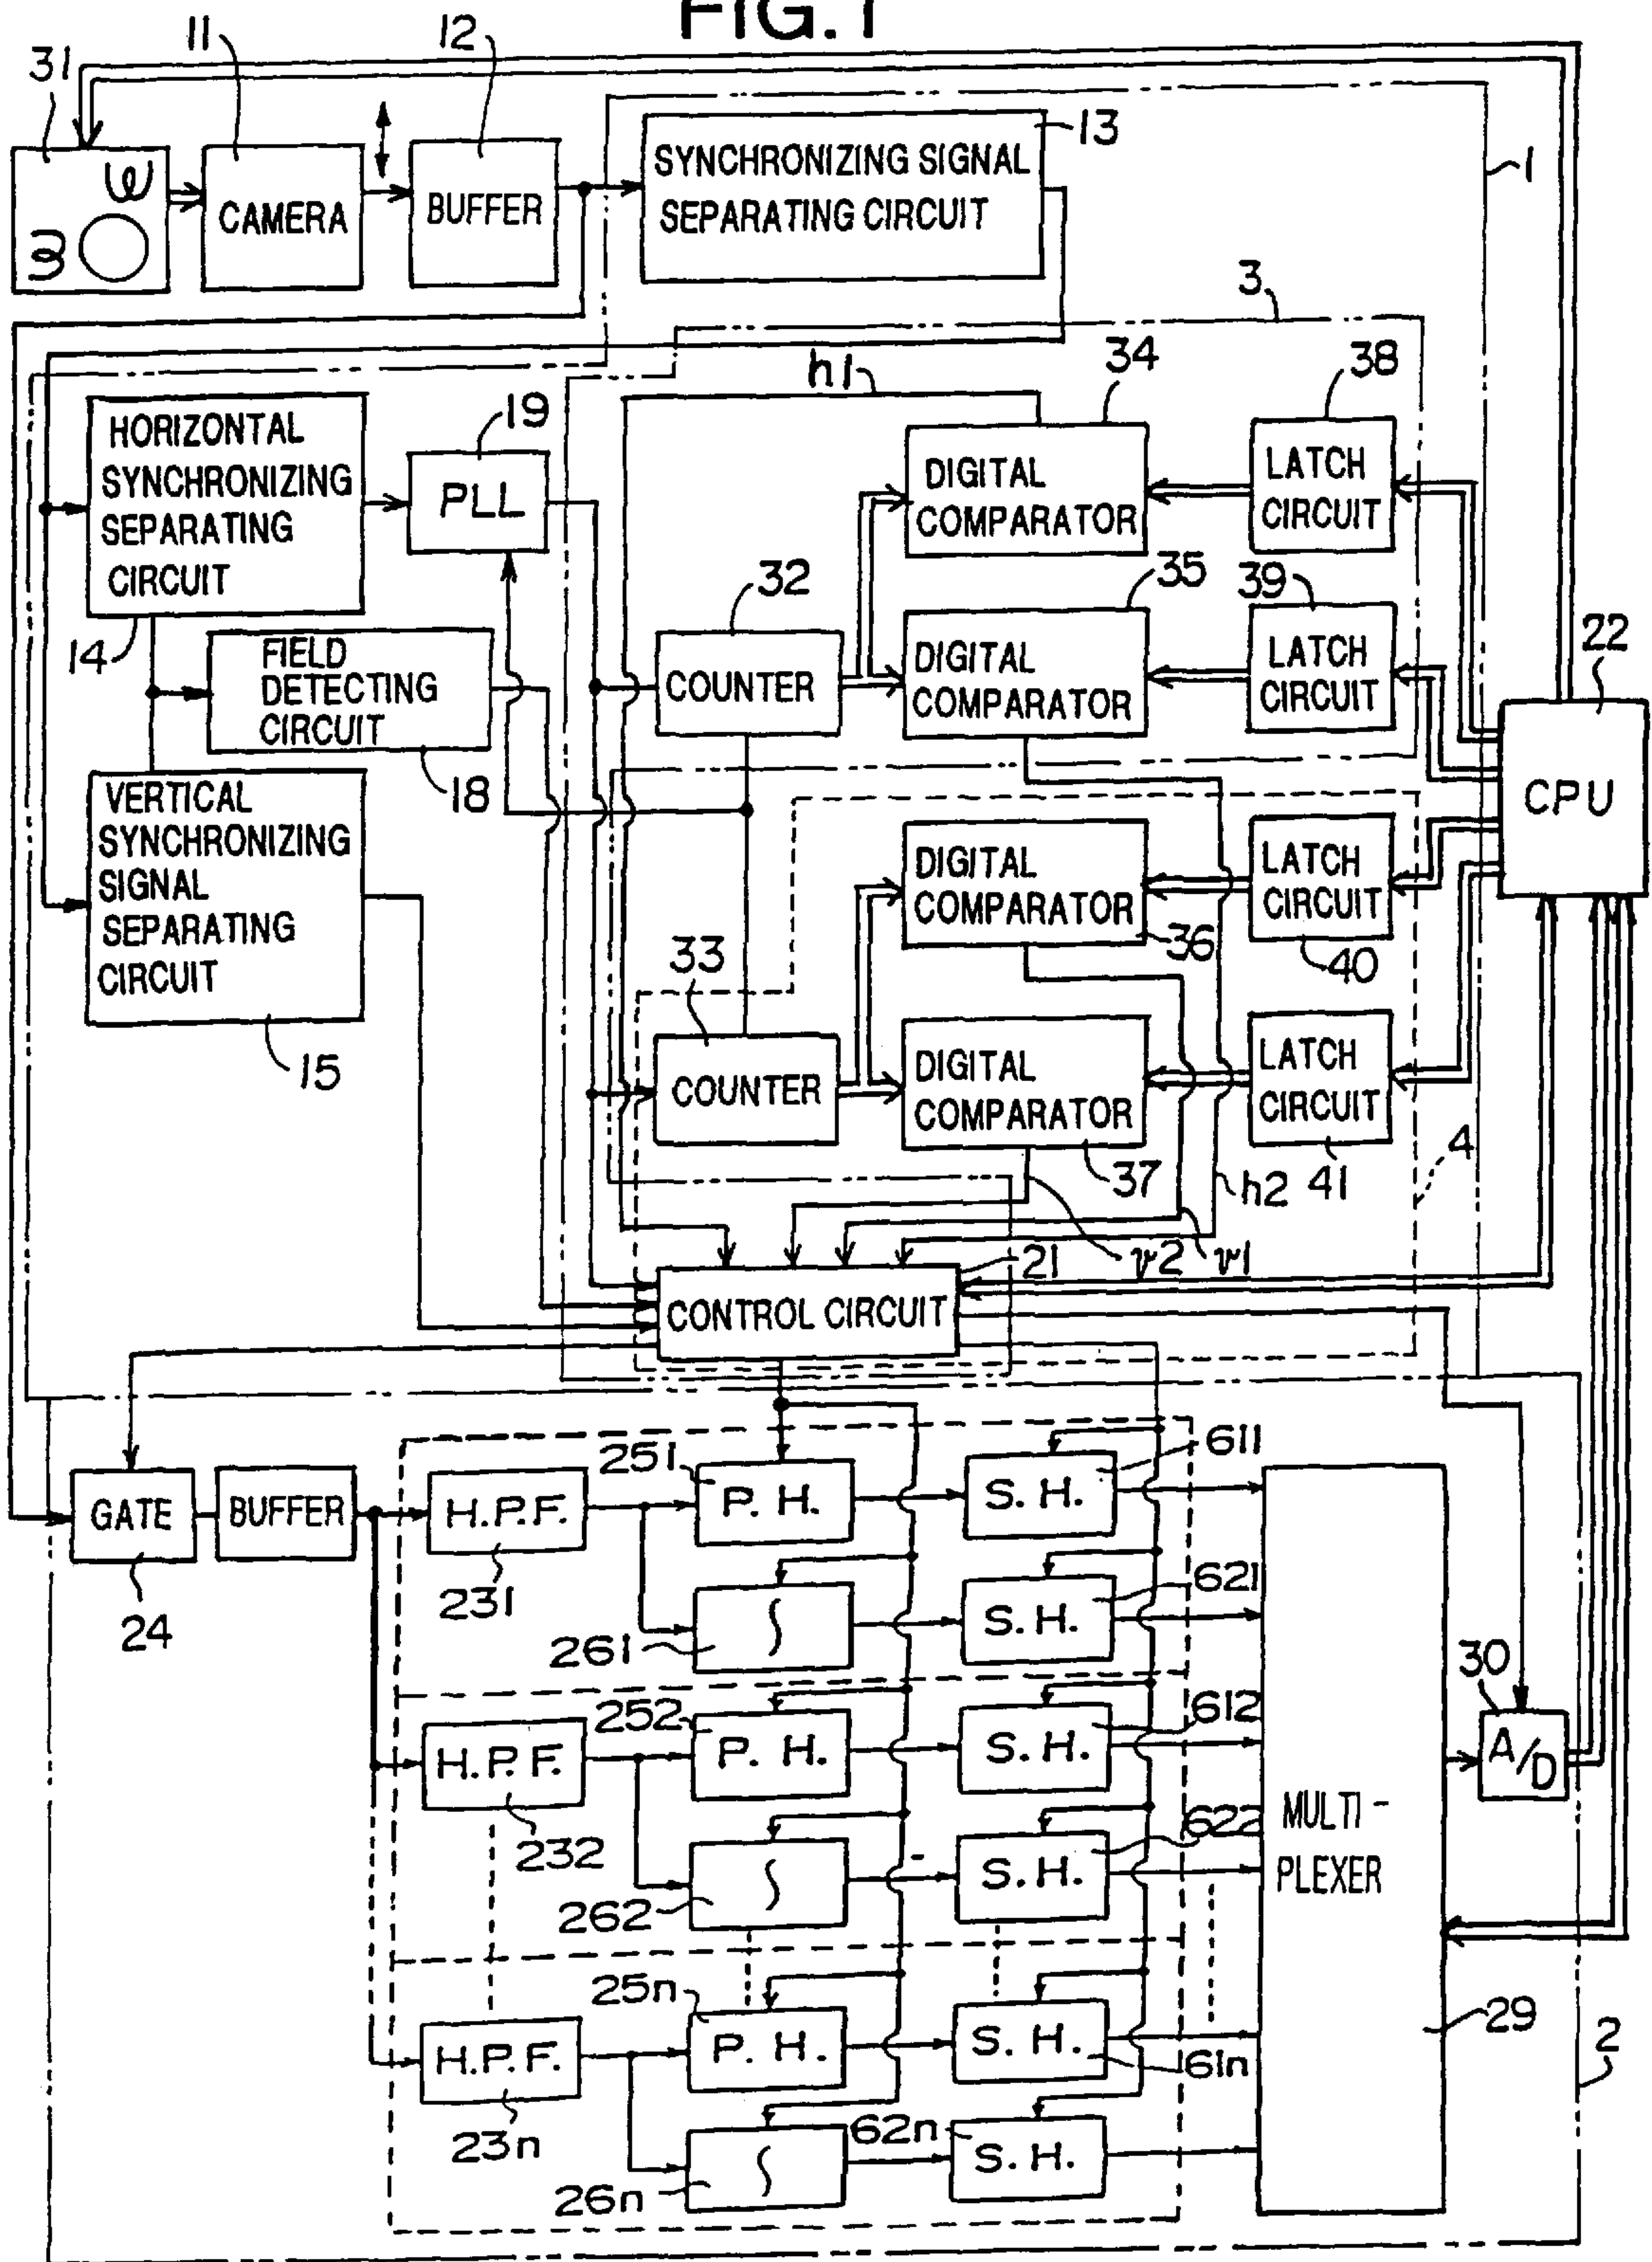 FIG. 1
31
11
12
13
1
CAMERA
BUFFER
SYNCHRONIZING SIGNAL
SEPARATING CIRCUIT
3
h1
34
38
HORIZONTAL
SYNCHRONIZING
SEPARATING
CIRCUIT
14
19
PLL
DIGITAL
COMPARATOR
LATCH
CIRCUIT
32
35
39
22
FIELD
DETECTING
CIRCUIT
18
COUNTER
DIGITAL
COMPARATOR
LATCH
CIRCUIT
CPU
VERTICAL
SYNCHRONIZING
SIGNAL
SEPARATING
CIRCUIT
15
DIGITAL
COMPARATOR
36
LATCH
CIRCUIT
40
33
COUNTER
DIGITAL
COMPARATOR
37
LATCH
CIRCUIT
41
4
h2
v2
v1
21
CONTROL CIRCUIT
GATE
24
BUFFER
H.P.F.
231
251
P. H.
S. H.
611
261
∫
S. H.
621
H.P.F.
232
252
P. H.
S. H.
612
262
∫
S. H.
622
H.P.F.
23n
25n
P. H.
S. H.
61n
26n
∫
62n
S. H.
MULTI -
PLEXER
29
30
A/D
2